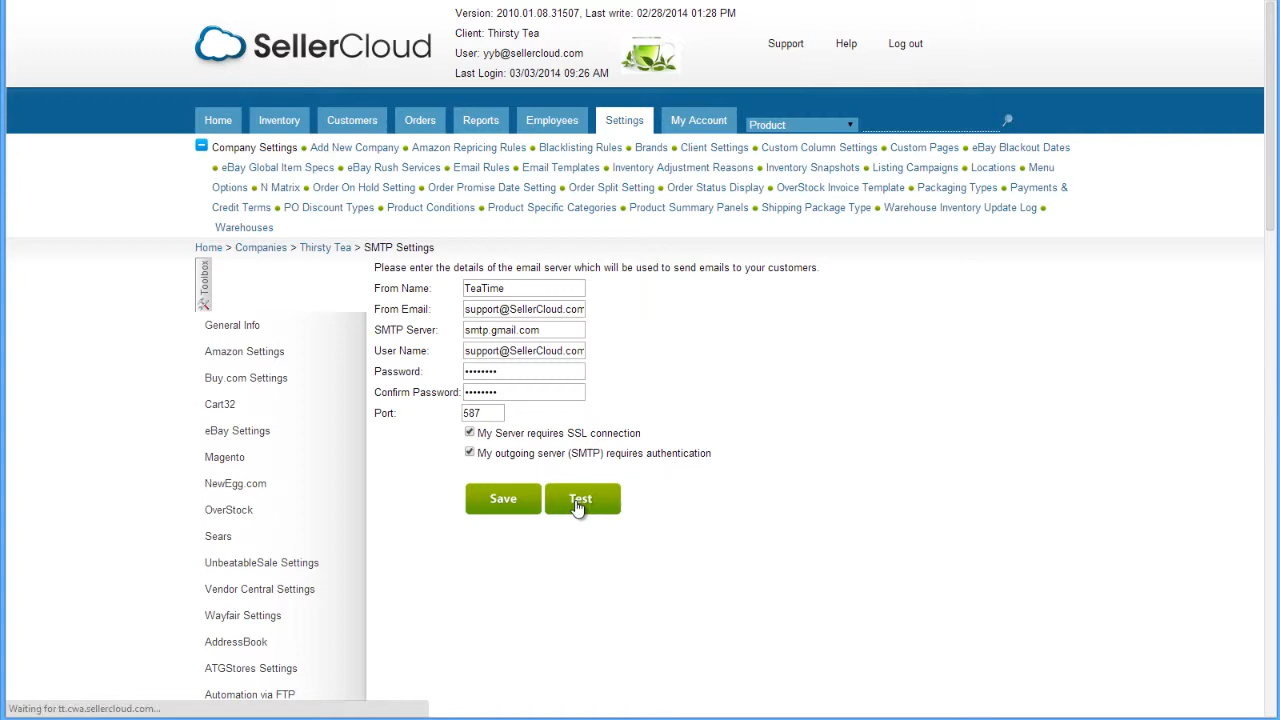 Version: 2010.01.08.31507, Last write: 02/28/2014 01:28 PM
SellerCloud
Client: Thirsty Tea
User: yyb@sellercloud.com
Last Login: 03/03/2014 09:26 AM
Support Help Log out
Home Inventory Customers Orders Reports Employees Settings My Account Product
Company Settings Add New Company Amazon Repricing Rules Blacklisting Rules Brands Client Settings Custom Column Settings Custom Pages eBay Blackout Dates
eBay Global Item Specs eBay Rush Services Email Rules Email Templates Inventory Adjustment Reasons Inventory Snapshots Listing Campaigns Locations Menu
Options N Matrix Order On Hold Setting Order Promise Date Setting Order Split Setting Order Status Display OverStock Invoice Template Packaging Types Payments &
Credit Terms PO Discount Types Product Conditions Product Specific Categories Product Summary Panels Shipping Package Type Warehouse Inventory Update Log
Warehouses
Home > Companies > Thirsty Tea > SMTP Settings
Toolbox
General Info
Amazon Settings
Buy.com Settings
Cart32
eBay Settings
Magento
NewEgg.com
OverStock
Sears
UnbeatableSale Settings
Vendor Central Settings
Wayfair Settings
AddressBook
ATGStores Settings
Automation via FTP
Please enter the details of the email server which will be used to send emails to your customers.
From Name: TeaTime
From Email: support@SellerCloud.com
SMTP Server: smtp.gmail.com
User Name: support@SellerCloud.com
Password: ••••••••
Confirm Password: ••••••••
Port: 587
My Server requires SSL connection
My outgoing server (SMTP) requires authentication
Save Test
Waiting for tt.cwa.sellercloud.com...